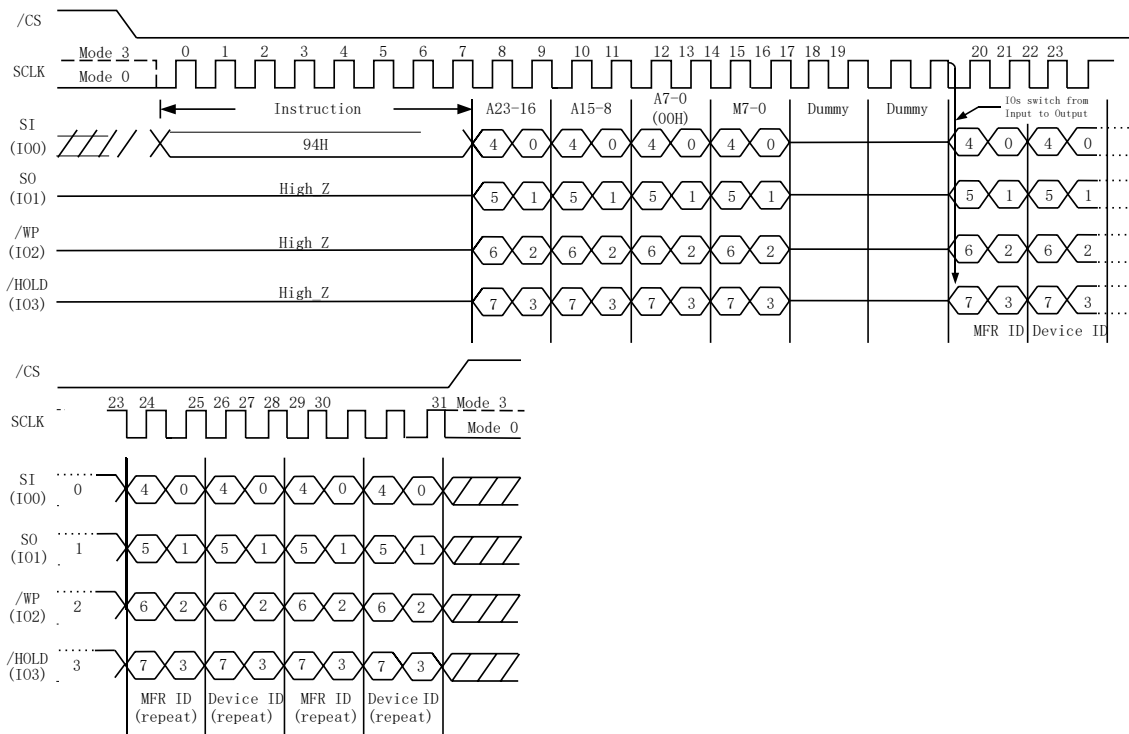 /CS
Mode 3 0 1 2 3 4 5 6 7 8 9 10 11 12 13 14 15 16 17 18 19 20 21 22 23
SCLK
Mode 0
Instruction A23-16 A15-8 A7-0 (00H) M7-0 Dummy Dummy IOs switch from Input to Output
SI (IO0) 94H 4 0 4 0 4 0 4 0 4 0 4 0
SO (IO1) High Z 5 1 5 1 5 1 5 1 5 1 5 1
/WP (IO2) High Z 6 2 6 2 6 2 6 2 6 2 6 2
/HOLD (IO3) High Z 7 3 7 3 7 3 7 3 7 3 7 3
MFR ID Device ID
/CS
23 24 25 26 27 28 29 30 31 Mode 3
SCLK
Mode 0
SI (IO0) 0 4 0 4 0 4 0 4 0
SO (IO1) 1 5 1 5 1 5 1 5 1
/WP (IO2) 2 6 2 6 2 6 2 6 2
/HOLD (IO3) 3 7 3 7 3 7 3 7 3
MFR ID (repeat) Device ID (repeat) MFR ID (repeat) Device ID (repeat)